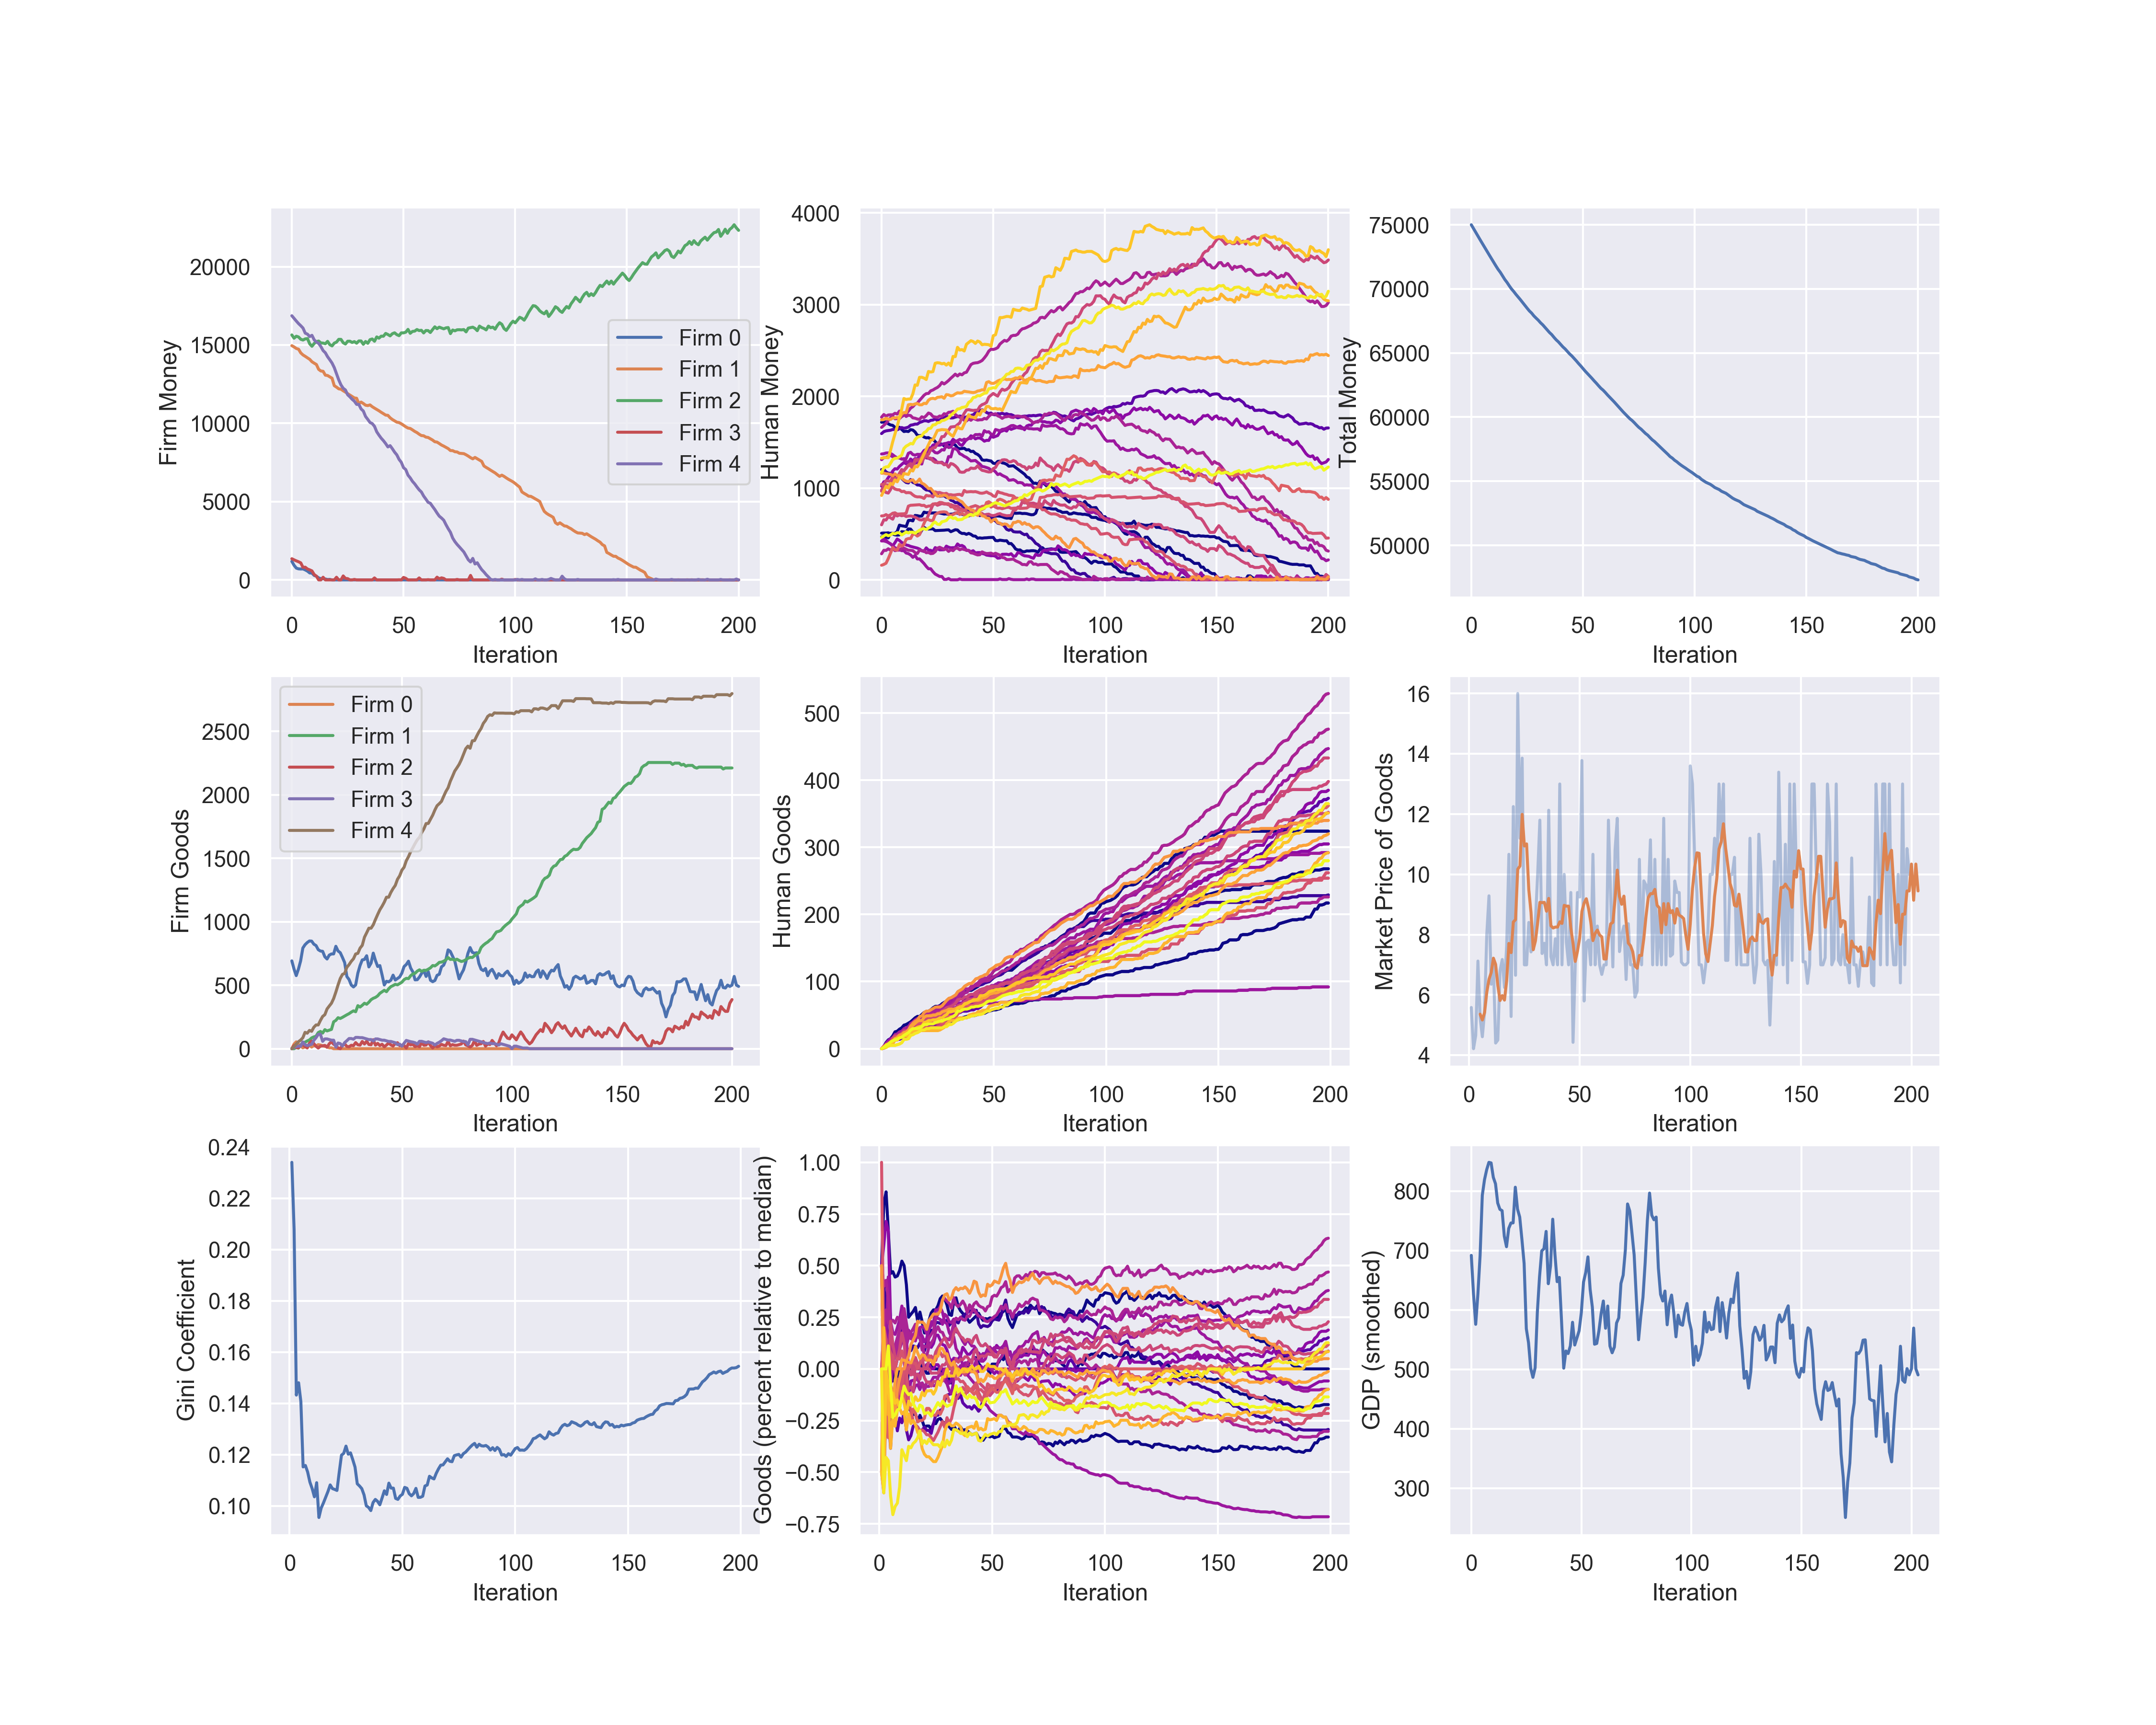 Firm Money
20000
15000
10000
5000
0
Firm 0
Firm 1
Firm 2
Firm 3
Firm 4
0 50 100 150 200
Iteration
Human Money
4000
3000
2000
1000
0
0 50 100 150 200
Iteration
Total Money
75000
70000
65000
60000
55000
50000
0 50 100 150 200
Iteration
Firm Goods
2500
2000
1500
1000
500
0
Firm 0
Firm 1
Firm 2
Firm 3
Firm 4
0 50 100 150 200
Iteration
Human Goods
500
400
300
200
100
0
0 50 100 150 200
Iteration
Market Price of Goods
16
14
12
10
8
6
4
0 50 100 150 200
Iteration
Gini Coefficient
0.24
0.22
0.20
0.18
0.16
0.14
0.12
0.10
0 50 100 150 200
Iteration
Goods (percent relative to median)
1.00
0.75
0.50
0.25
0.00
−0.25
−0.50
−0.75
0 50 100 150 200
Iteration
GDP (smoothed)
800
700
600
500
400
300
0 50 100 150 200
Iteration